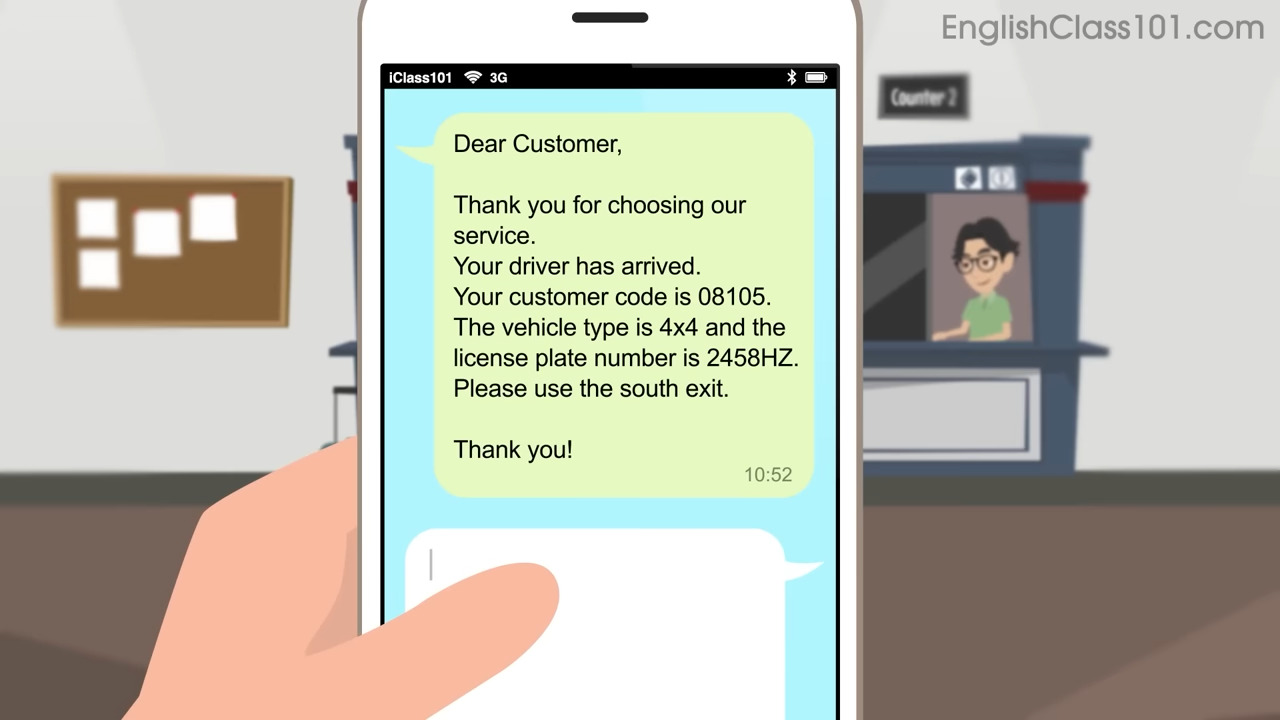 EnglishClass101.com
iClass101 3G
Counter 2
Dear Customer,
Thank you for choosing our
service.
Your driver has arrived.
Your customer code is 08105.
The vehicle type is 4x4 and the
license plate number is 2458HZ.
Please use the south exit.
Thank you!
10:52